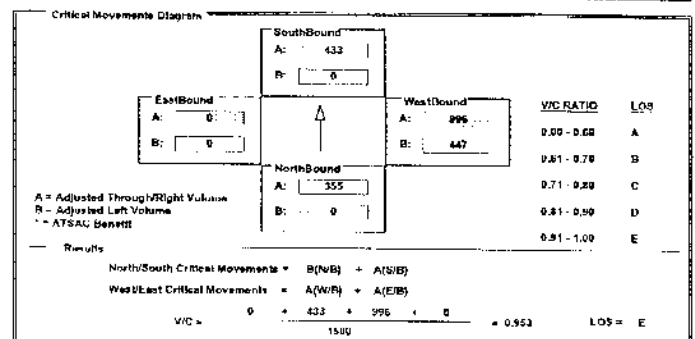 Critical Movements Diagram
SouthBound
A: 433
B: 0
EastBound
A: 0
B: 0
WestBound
A: 996
B: 447
V/C RATIO LOS
0.00 - 0.60 A
0.61 - 0.70 B
0.71 - 0.80 C
0.81 - 0.90 D
0.91 - 1.00 E
NorthBound
A: 355
B: 0
A = Adjusted Through/Right Volume
B = Adjusted Left Volume
* = ATSAC Benefit
Results
North/South Critical Movements = B(N/B) + A(S/B)
West/East Critical Movements = A(W/B) + A(E/B)
V/C = 0 + 433 + 996 + 0 = 0.953 LOS = E
1500